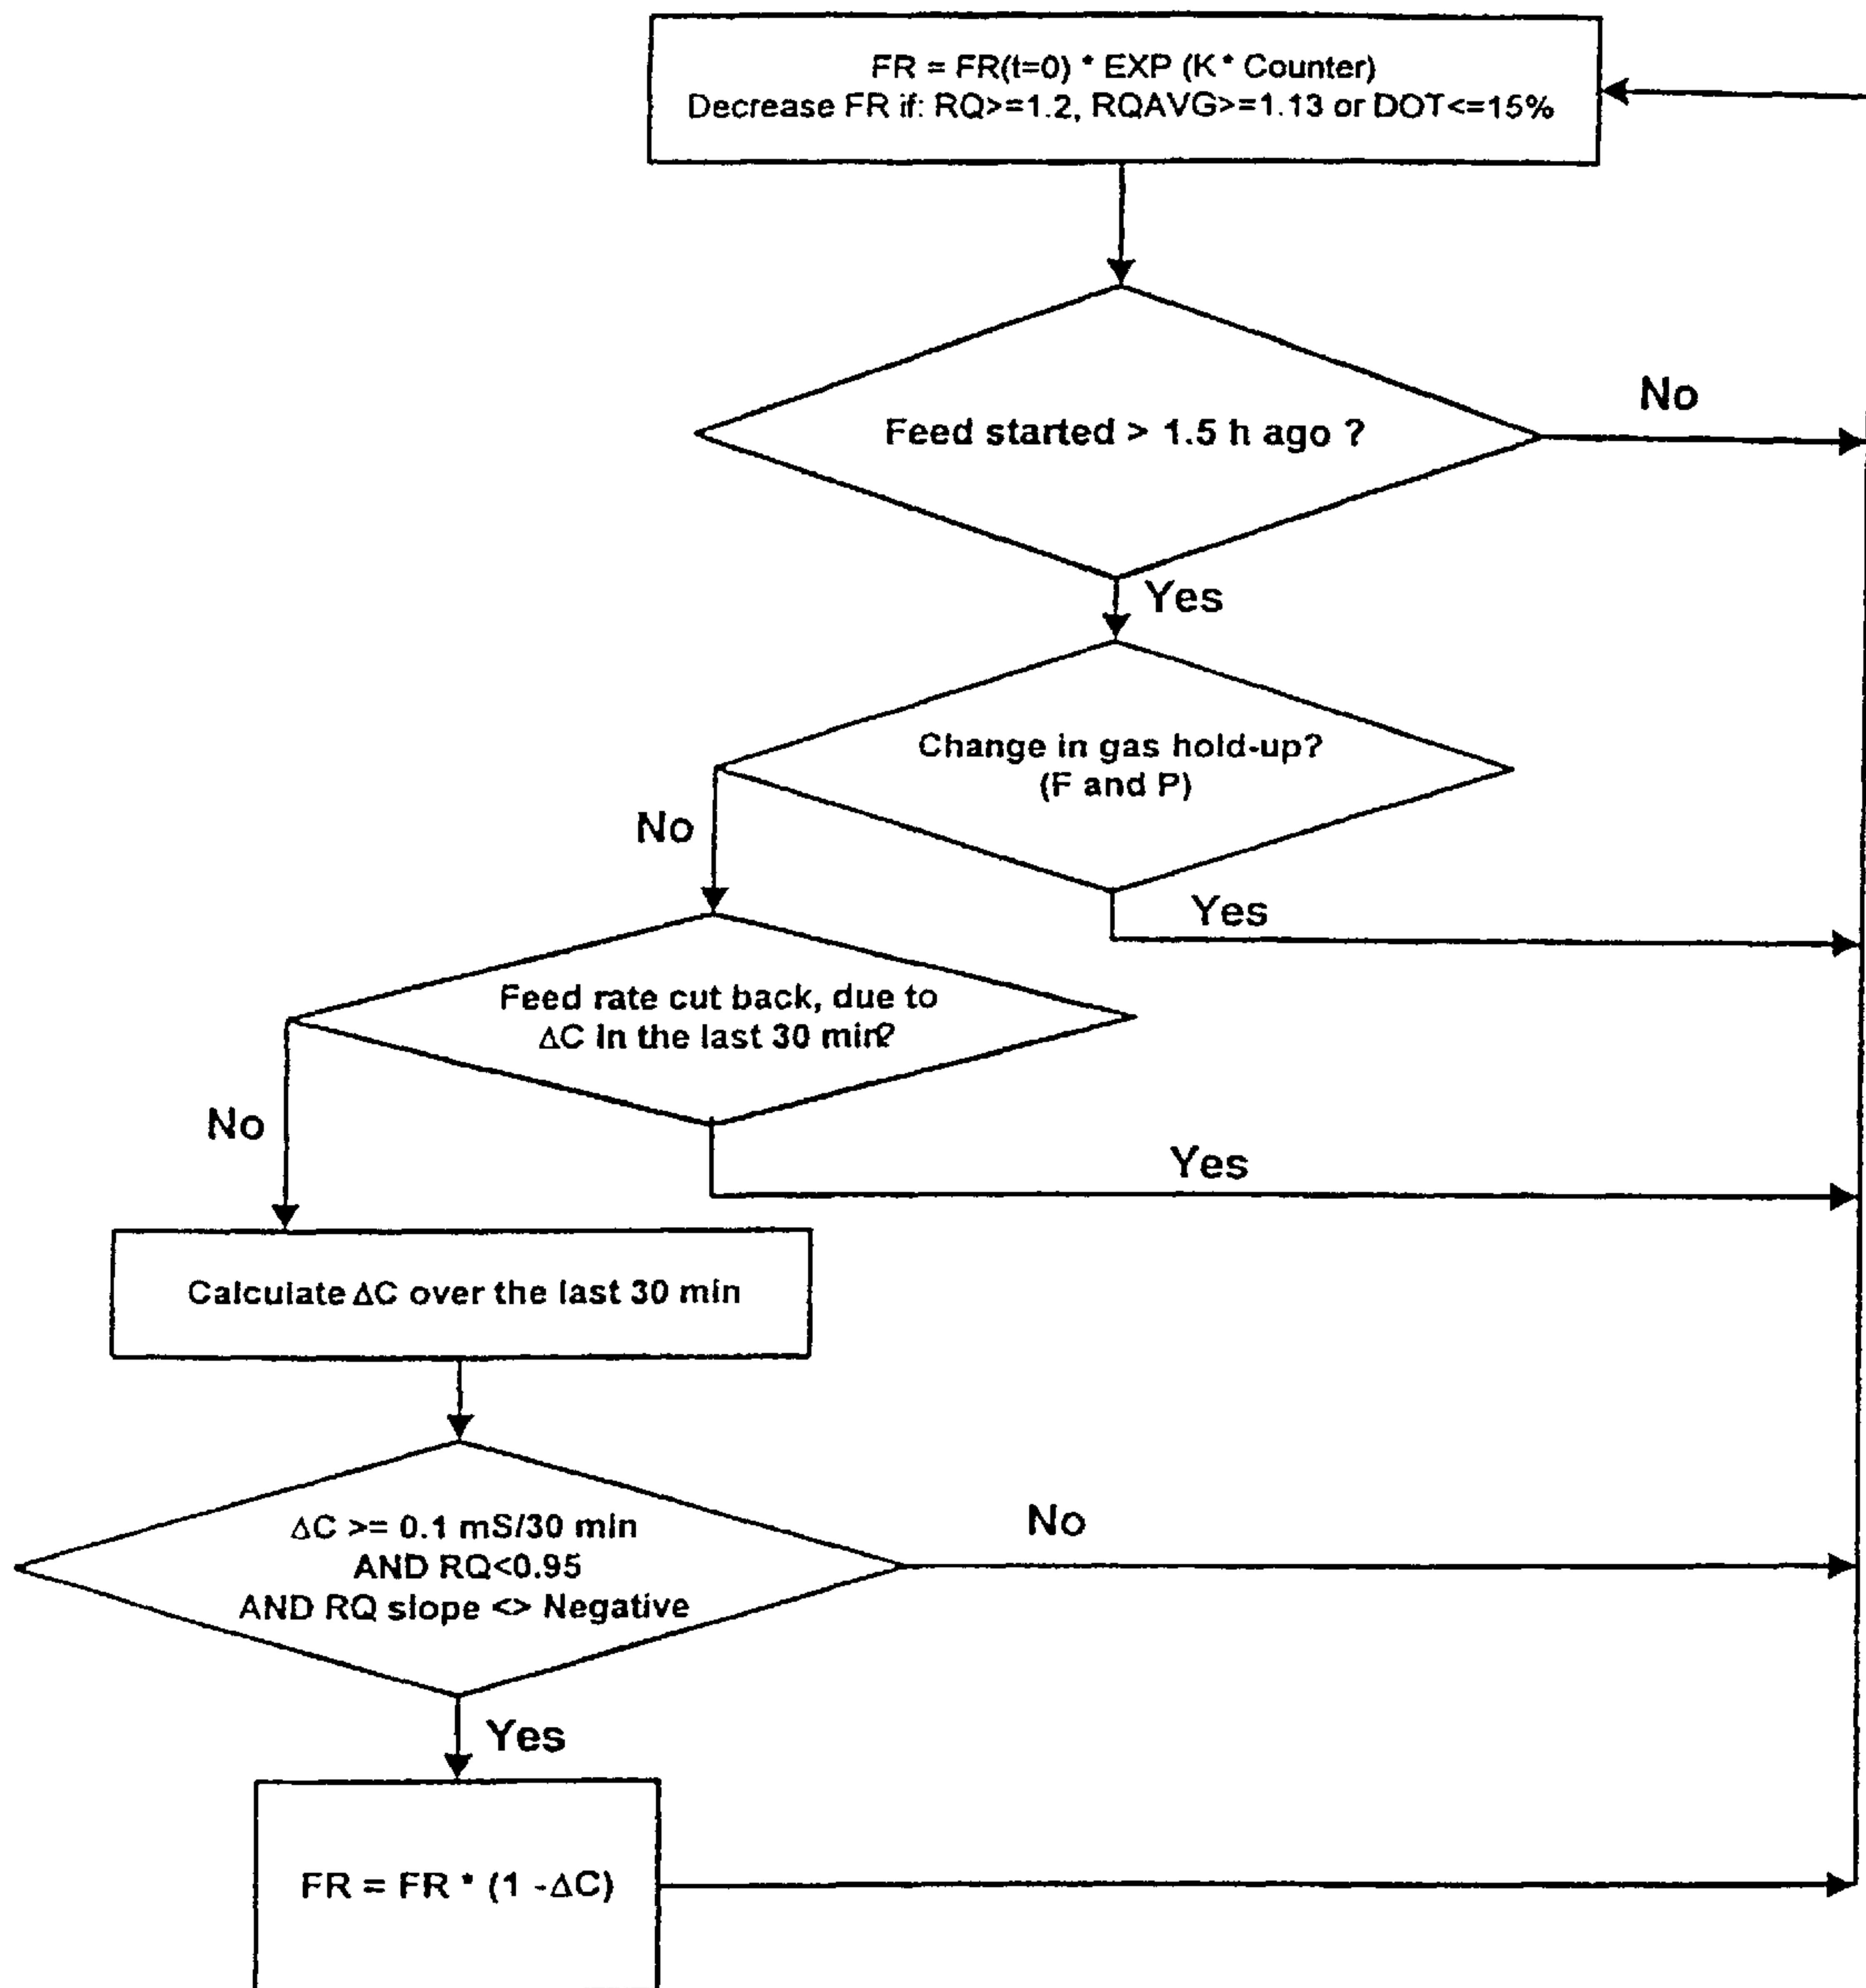 FR = FR(t=0) * EXP (K * Counter)
Decrease FR if: RQ>=1.2, RQAVG>=1.13 or DOT<=15%
Feed started > 1.5 h ago ?
No
Yes
Change in gas hold-up?
(F and P)
No
Yes
Feed rate cut back, due to
ΔC in the last 30 min?
No
Yes
Calculate ΔC over the last 30 min
ΔC >= 0.1 mS/30 min
AND RQ<0.95
AND RQ slope <> Negative
No
Yes
FR = FR * (1 -ΔC)